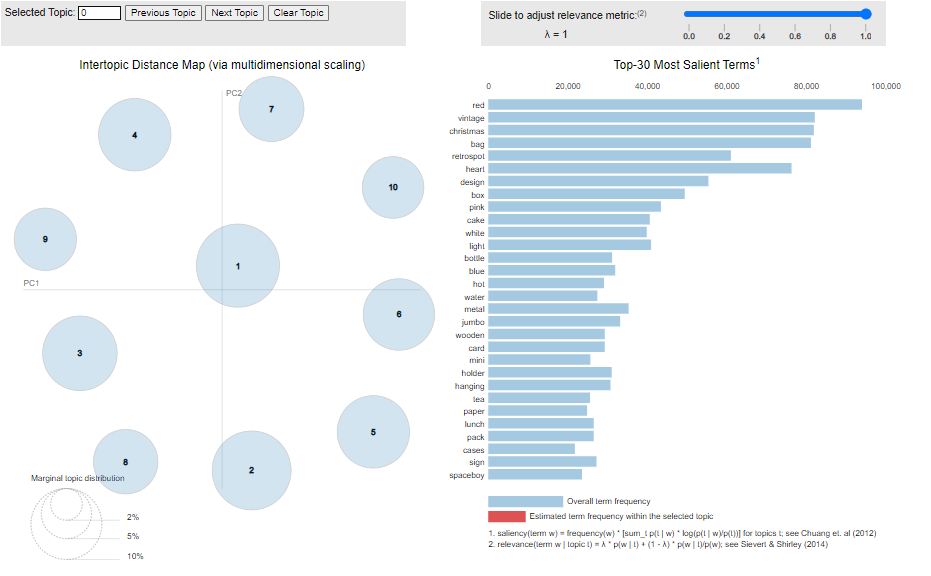 Selected Topic: 0 Previous Topic Next Topic Clear Topic
Slide to adjust relevance metric:(2)
λ = 1
0.0 0.2 0.4 0.6 0.8 1.0
Intertopic Distance Map (via multidimensional scaling)
PC2
PC1
7
4
10
9
1
6
3
5
8
2
Marginal topic distribution
2%
5%
10%
Top-30 Most Salient Terms1
0 20,000 40,000 60,000 80,000 100,000
red
vintage
christmas
bag
retrospot
heart
design
box
pink
cake
white
light
bottle
blue
hot
water
metal
jumbo
wooden
card
mini
holder
hanging
tea
paper
lunch
pack
cases
sign
spaceboy
Overall term frequency
Estimated term frequency within the selected topic
1. saliency(term w) = frequency(w) * [sum_t p(t | w) * log(p(t | w)/p(t))] for topics t; see Chuang et. al (2012)
2. relevance(term w | topic t) = λ * p(w | t) + (1 - λ) * p(w | t)/p(w); see Sievert & Shirley (2014)